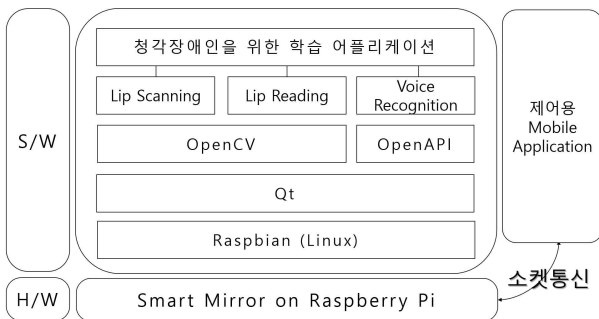 청각장애인을 위한 학습 어플리케이션
Lip Scanning
Lip Reading
Voice
Recognition
OpenCV
OpenAPI
Qt
Raspbian (Linux)
S/W
제어용
Mobile
Application
소켓통신
H/W
Smart Mirror on Raspberry Pi